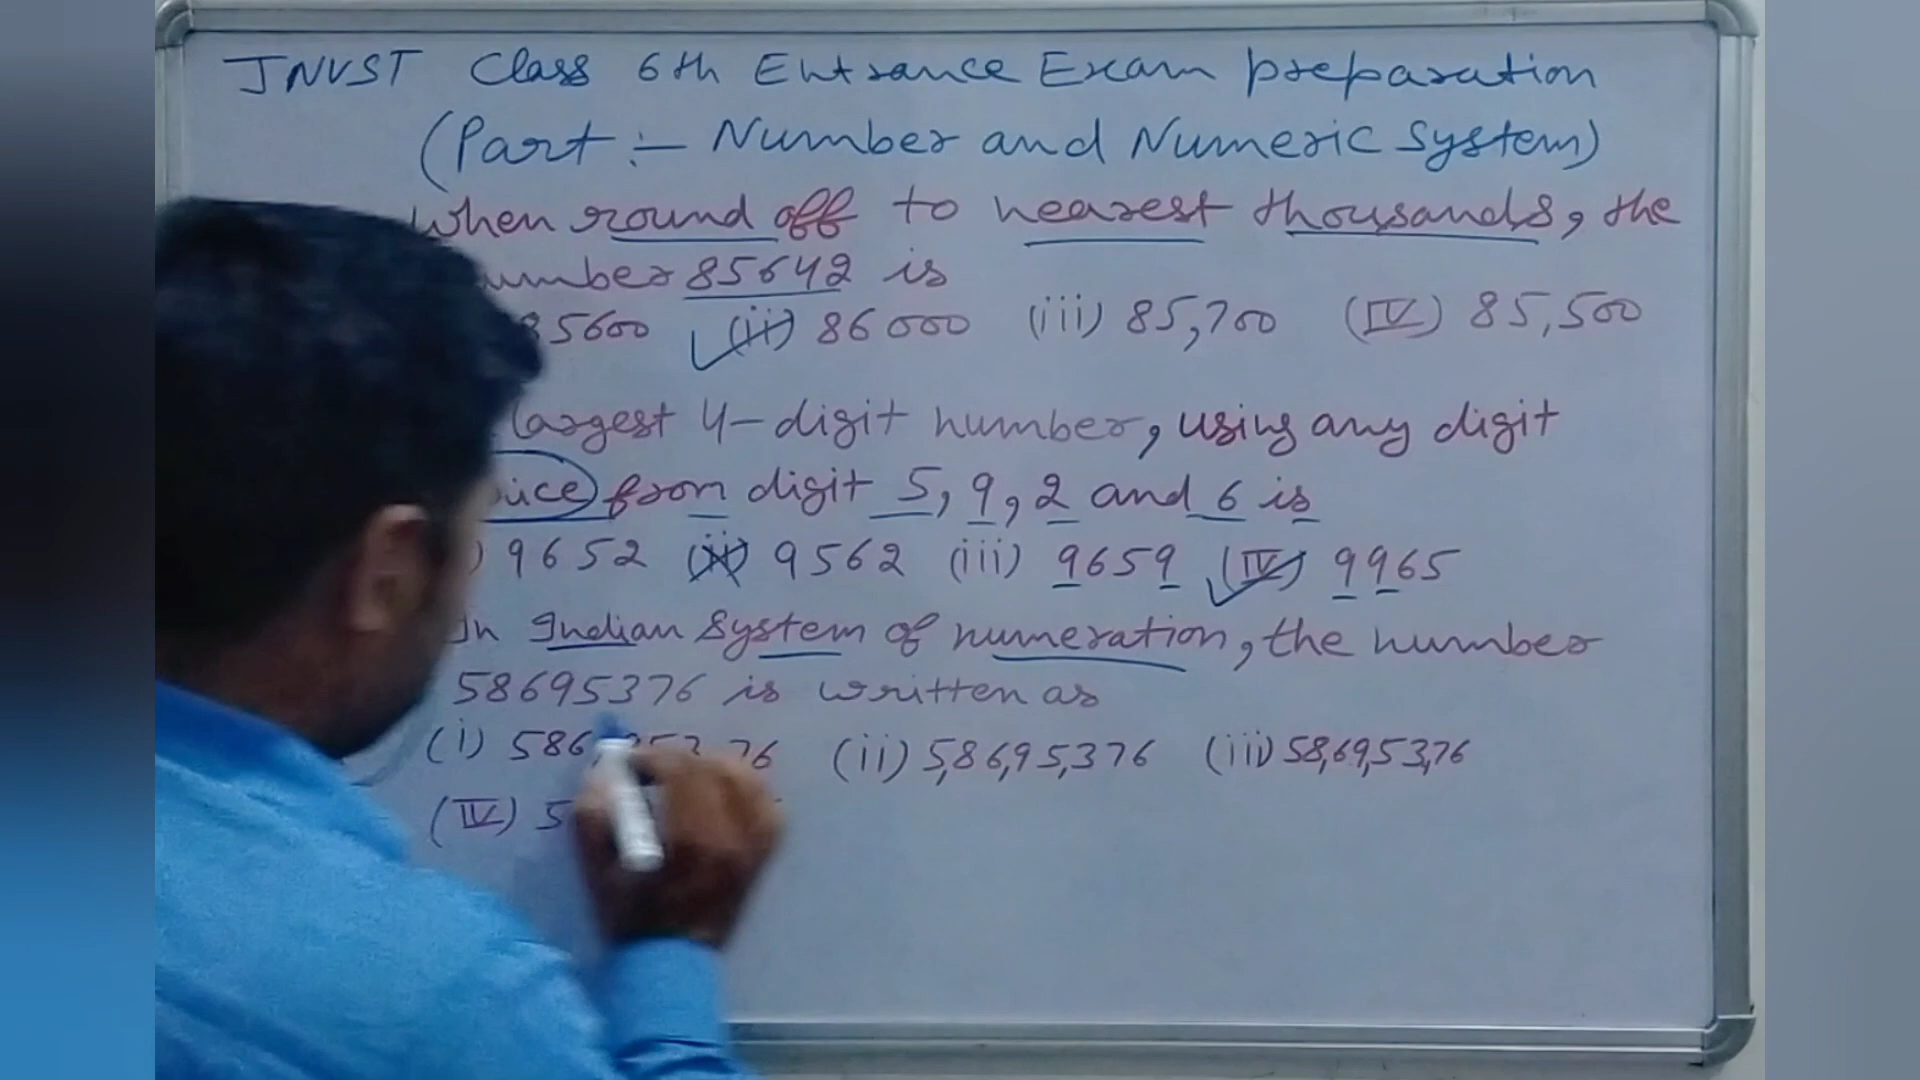 JNVST Class 6th Entrance Exam preparation
(Part :- Number and Numeric System)
When round off to nearest thousands, the
number 85642 is
85600 (ii) 86000 (iii) 85,700 (IV) 85,500
largest 4-digit number, using any digit
from digit 5, 9, 2 and 6 is
) 9652 (ii) 9562 (iii) 9659 (IV) 9965
In Indian System of numeration, the number
58695376 is written as
(i) (ii) 5,86,95,376 (iii) 58,69,53,76
(IV)